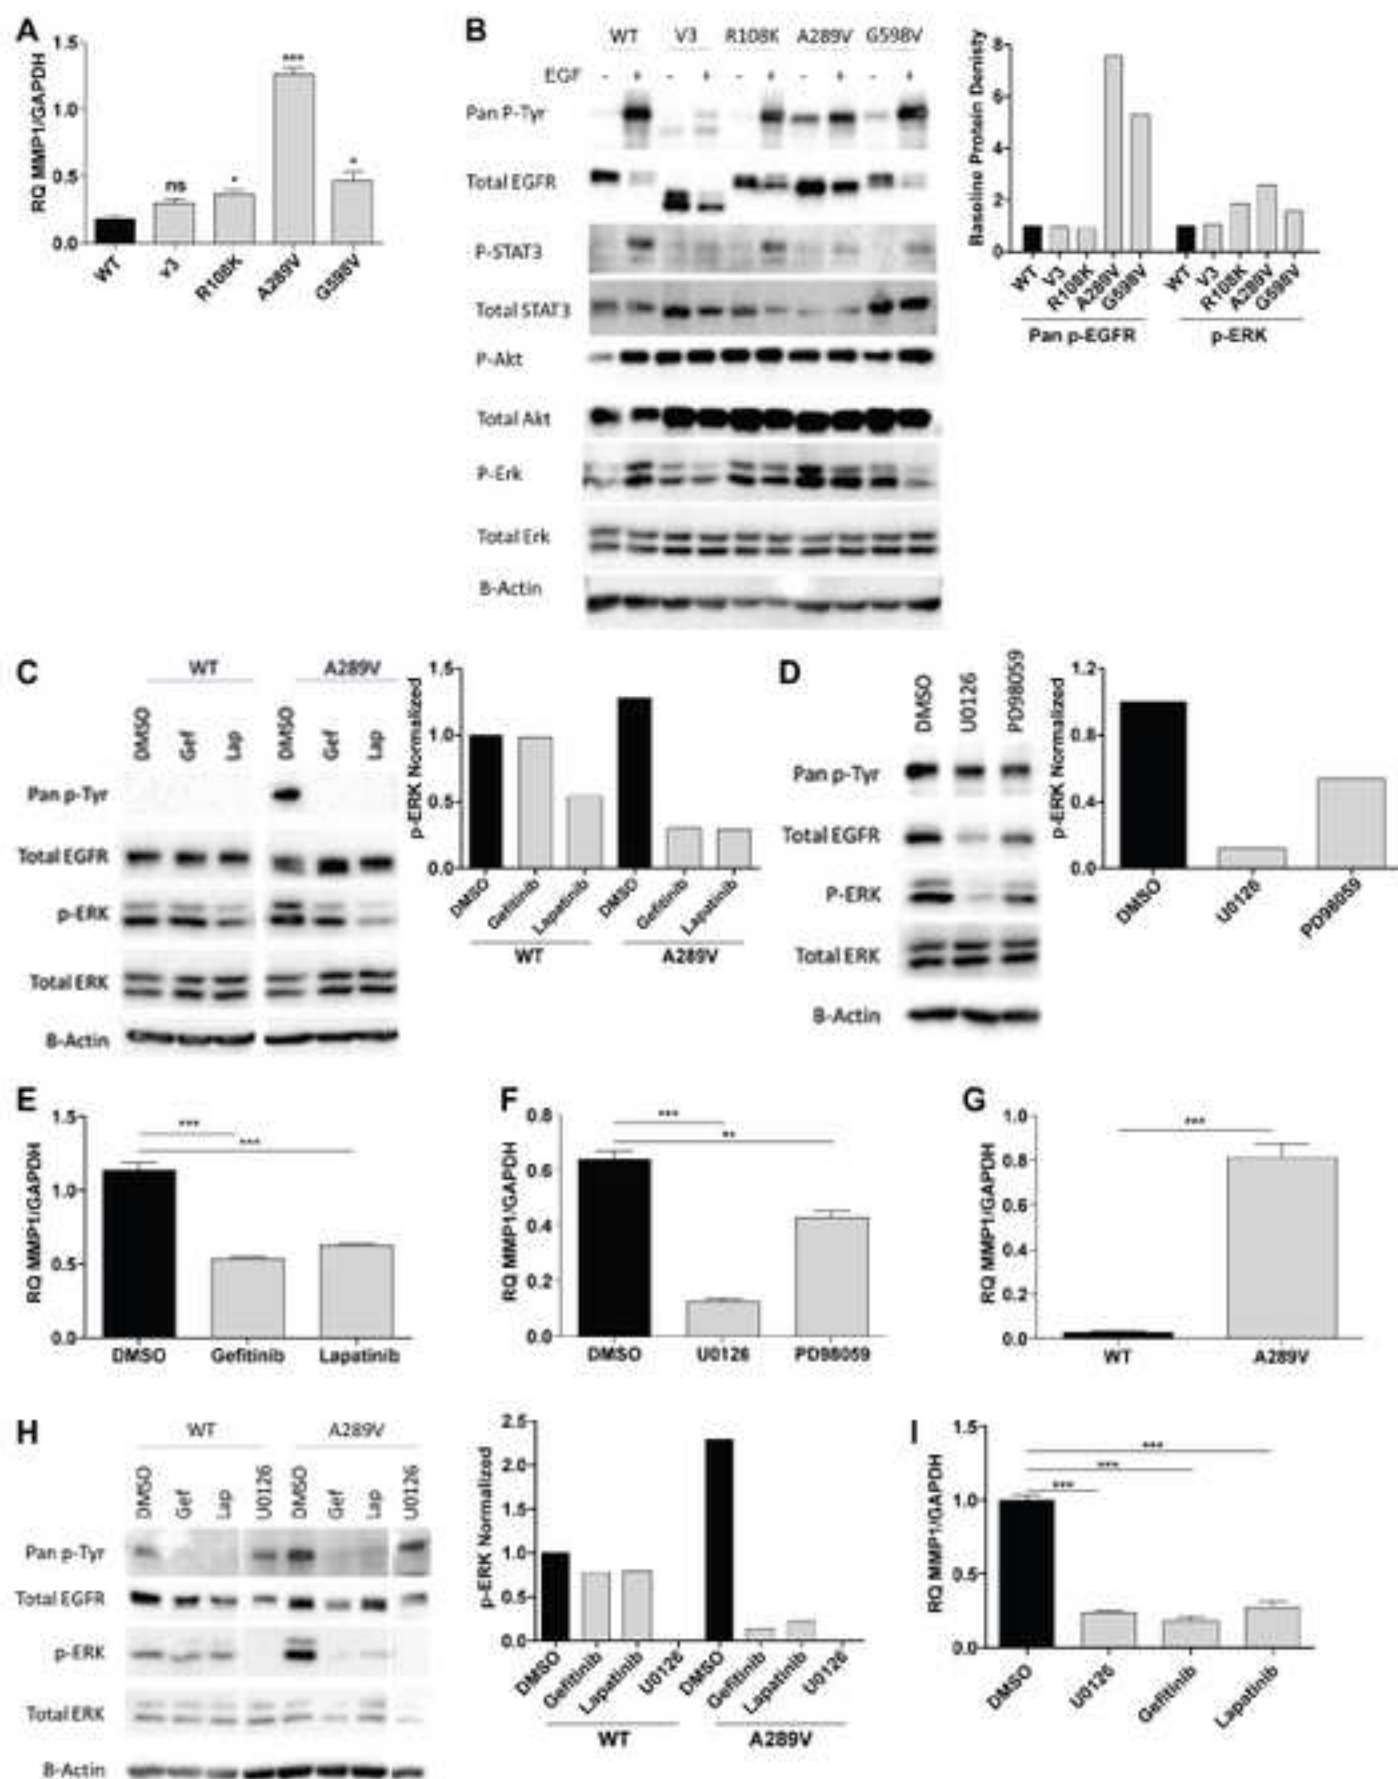 A
RQ MMP1/GAPDH
1.5
1.0
0.5
0.0
ns
*
***
*
WT
v3
R108K
A289V
G598V
B
WT V3 R108K A289V G598V
EGF - + - + - + - + - +
Pan P-Tyr
Total EGFR
P-STAT3
Total STAT3
P-Akt
Total Akt
P-Erk
Total Erk
B-Actin
Baseline Protein Denisty
8
6
4
2
0
WT V3 R108K A289V G598V WT V3 R108K A289V G598V
Pan p-EGFR p-ERK
C
WT A289V
DMSO Gef Lap DMSO Gef Lap
Pan p-Tyr
Total EGFR
p-ERK
Total ERK
B-Actin
p-ERK Normalized
1.5
1.0
0.5
0.0
DMSO Gefitinib Lapatinib DMSO Gefitinib Lapatinib
WT A289V
D
DMSO U0126 PD98059
Pan p-Tyr
Total EGFR
P-ERK
Total ERK
B-Actin
p-ERK Normalized
1.2
0.8
0.4
0.0
DMSO U0126 PD98059
E
RQ MMP1/GAPDH
1.5
1.0
0.5
0.0
***
***
DMSO Gefitinib Lapatinib
F
RQ MMP1/GAPDH
0.8
0.6
0.4
0.2
0.0
***
**
DMSO U0126 PD98059
G
RQ MMP1/GAPDH
1.0
0.8
0.6
0.4
0.2
0.0
***
WT A289V
H
WT A289V
DMSO Gef Lap U0126 DMSO Gef Lap U0126
Pan p-Tyr
Total EGFR
p-ERK
Total ERK
B-Actin
p-ERK Normalized
2.5
2.0
1.5
1.0
0.5
0.0
DMSO Gefitinib Lapatinib U0126 DMSO Gefitinib Lapatinib U0126
WT A289V
I
RQ MMP1/GAPDH
1.5
1.0
0.5
0.0
***
***
***
DMSO U0126 Gefitinib Lapatinib